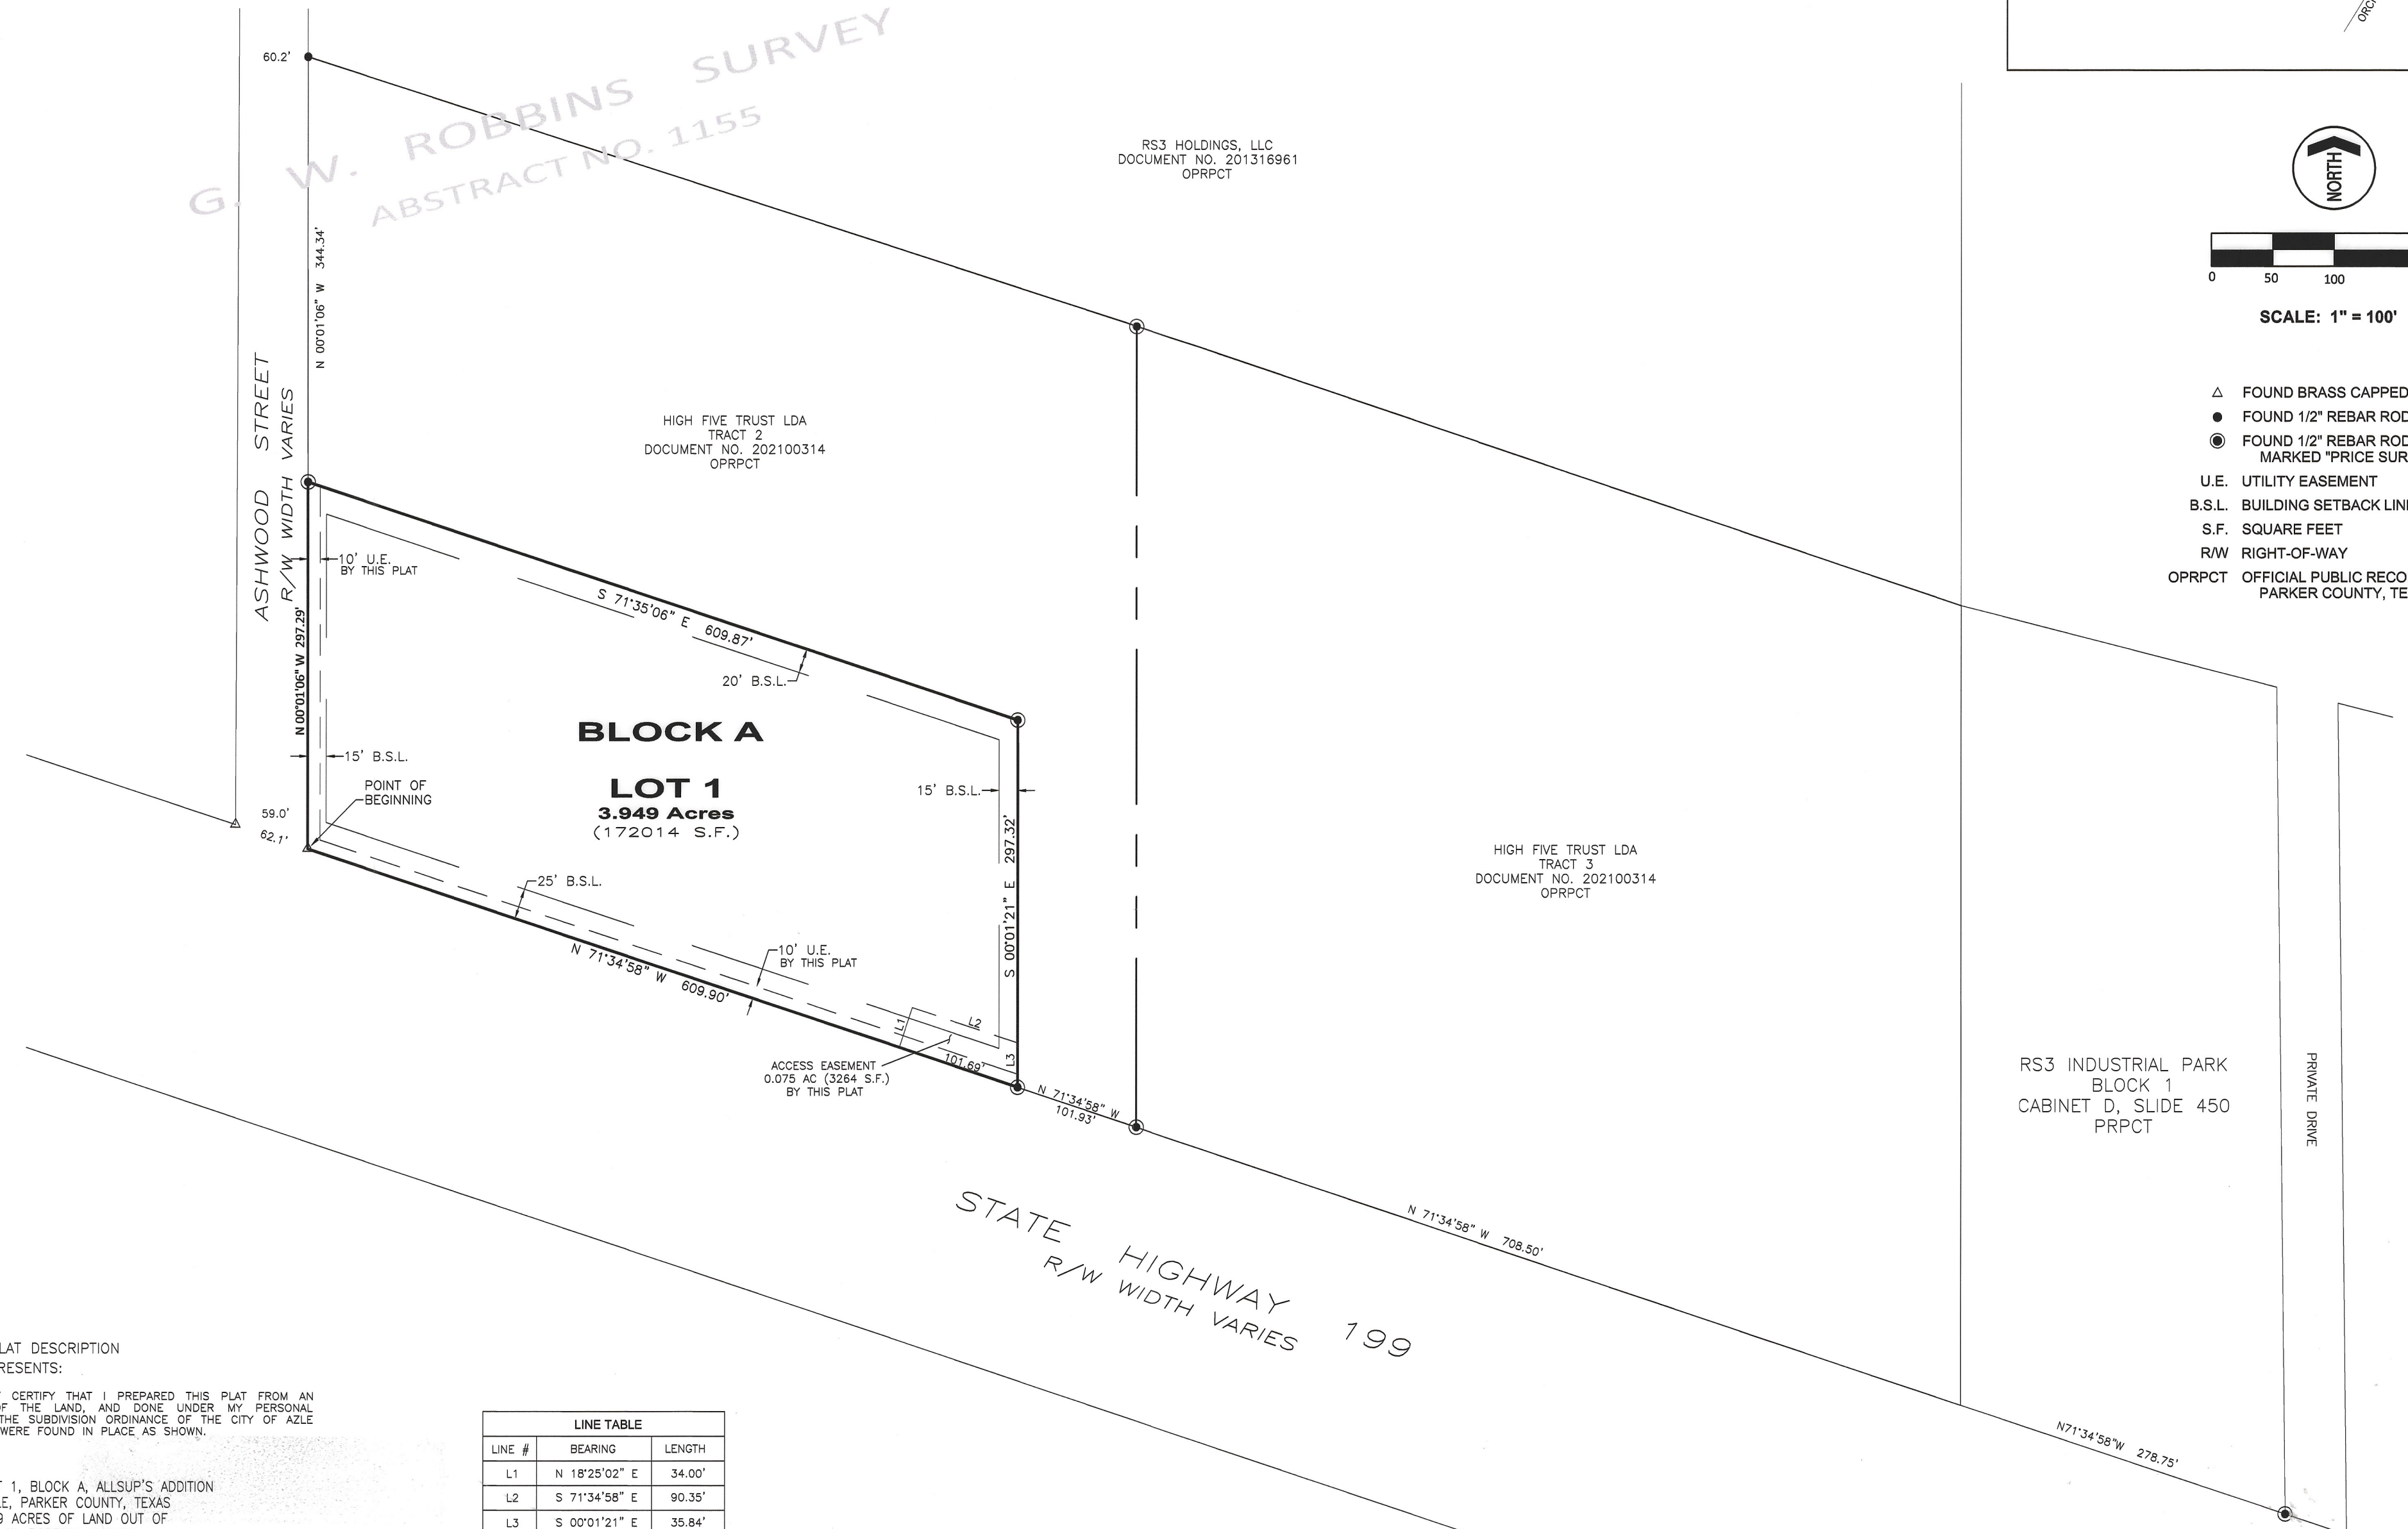 60.2'
G. W. ROBBINS SURVEY
ABSTRACT NO. 1155
RS3 HOLDINGS, LLC
DOCUMENT NO. 201316961
OPRPCT
NORTH
0 50 100
SCALE: 1" = 100'
FOUND BRASS CAPPED
FOUND 1/2" REBAR ROD
FOUND 1/2" REBAR ROD
MARKED "PRICE SUR
U.E. UTILITY EASEMENT
B.S.L. BUILDING SETBACK LINE
S.F. SQUARE FEET
R/W RIGHT-OF-WAY
OPRPCT OFFICIAL PUBLIC RECO
PARKER COUNTY, TE
N 00°01'06" W 344.34'
ASHWOOD STREET
R/W WIDTH VARIES
HIGH FIVE TRUST LDA
TRACT 2
DOCUMENT NO. 202100314
OPRPCT
10' U.E.
BY THIS PLAT
S 71°35'06" E 609.87'
20' B.S.L.
N 00°01'06" W 297.29'
BLOCK A
LOT 1
3.949 Acres
(172014 S.F.)
15' B.S.L.
POINT OF
BEGINNING
59.0'
62.1'
15' B.S.L.
S 00°01'21" E 297.32'
25' B.S.L.
10' U.E.
BY THIS PLAT
N 71°34'58" W 609.90'
L1
L2
L3
101.69'
ACCESS EASEMENT
0.075 AC (3264 S.F.)
BY THIS PLAT
N 71°34'58" W
101.93'
HIGH FIVE TRUST LDA
TRACT 3
DOCUMENT NO. 202100314
OPRPCT
RS3 INDUSTRIAL PARK
BLOCK 1
CABINET D, SLIDE 450
PRPCT
PRIVATE DRIVE
STATE HIGHWAY 199
R/W WIDTH VARIES
N 71°34'58" W 708.50'
N71°34'58"W 278.75'
LAT DESCRIPTION
RESENTS:
CERTIFY THAT I PREPARED THIS PLAT FROM AN
OF THE LAND, AND DONE UNDER MY PERSONAL
THE SUBDIVISION ORDINANCE OF THE CITY OF AZLE
WERE FOUND IN PLACE AS SHOWN.
T 1, BLOCK A, ALLSUP'S ADDITION
LE, PARKER COUNTY, TEXAS
9 ACRES OF LAND OUT OF
LINE TABLE
LINE # BEARING LENGTH
L1 N 18°25'02" E 34.00'
L2 S 71°34'58" E 90.35'
L3 S 00°01'21" E 35.84'